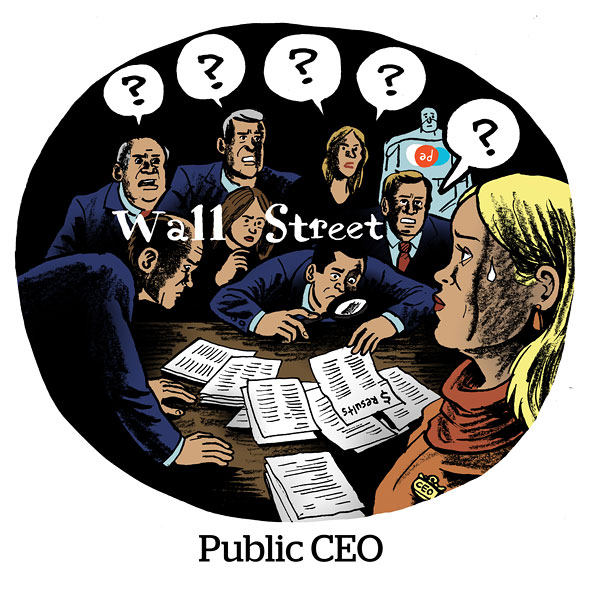 ? ? ? ? ?
ad
Wall Street
$ Results
CEO
Public CEO